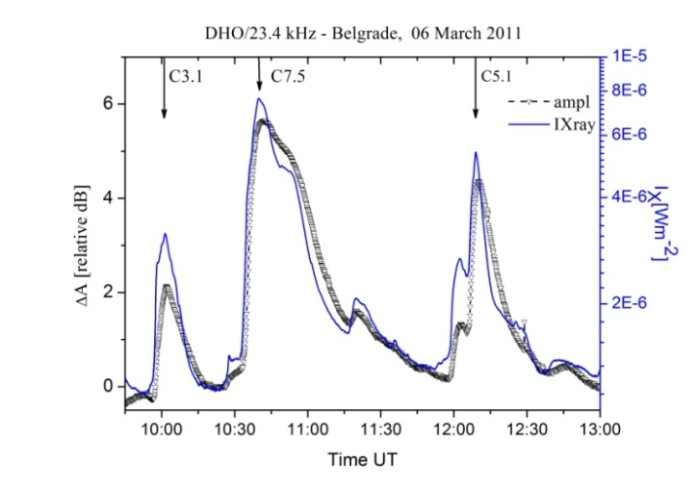 DHO/23.4 kHz - Belgrade, 06 March 2011
C3.1
C7.5
C5.1
ampl
IXray
1E-5
8E-6
6E-6
4E-6
2E-6
Ix[Wm-2]
6
4
2
0
ΔA [relative dB]
10:00 10:30 11:00 11:30 12:00 12:30 13:00
Time UT